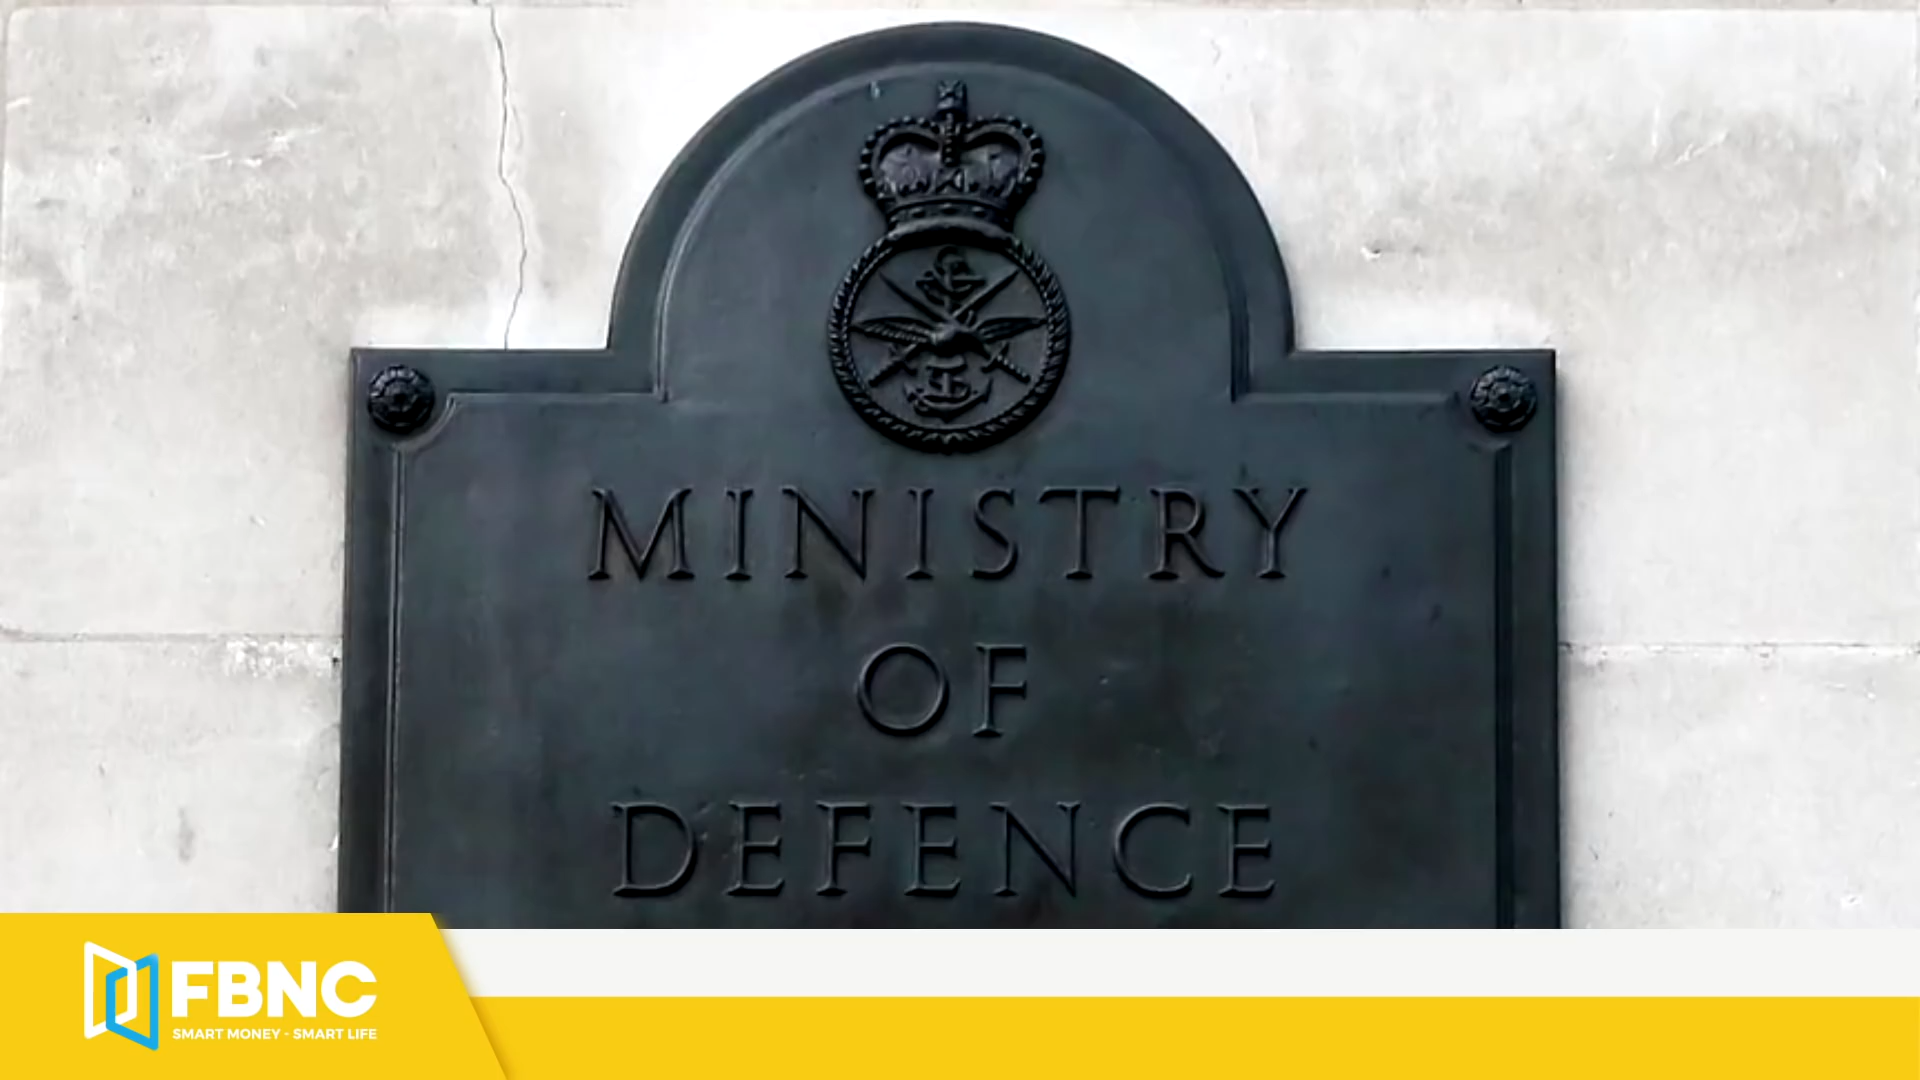 MINISTRY
OF
DEFENCE
FBNC
SMART MONEY - SMART LIFE